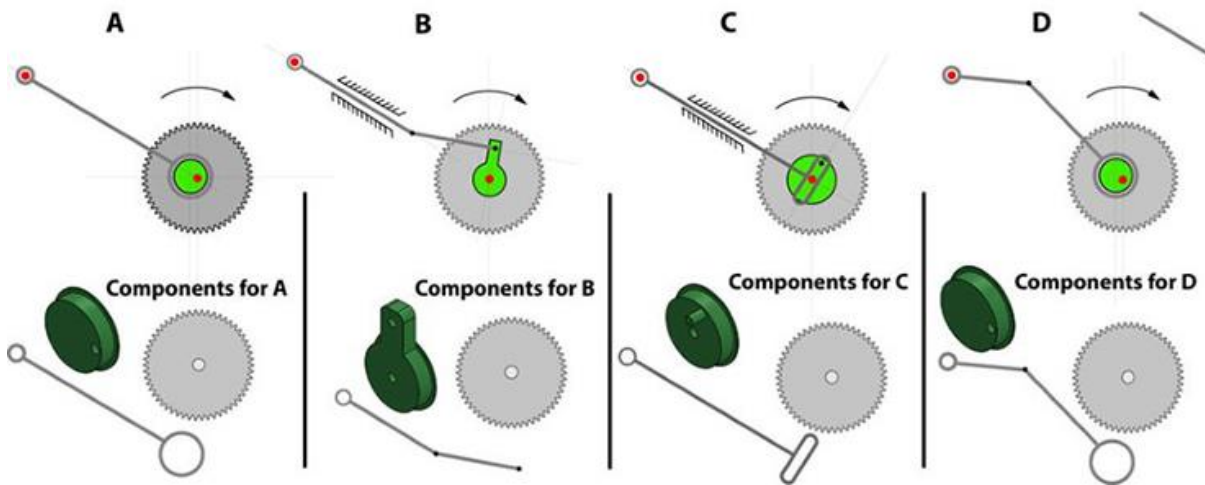 A
B
C
D
Components for A
Components for B
Components for C
Components for D